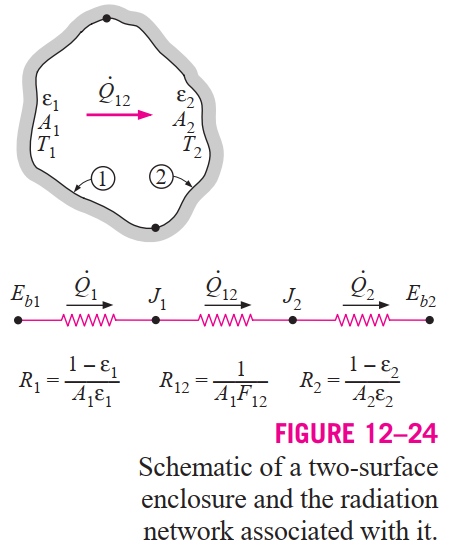 ε₁ Q̇₁₂ ε₂
A₁ A₂
T₁ T₂
1 2
E_b1 Q̇₁ J₁ Q̇₁₂ J₂ Q̇₂ E_b2
R₁ = (1 − ε₁)/(A₁ε₁) R₁₂ = 1/(A₁F₁₂) R₂ = (1 − ε₂)/(A₂ε₂)
FIGURE 12–24
Schematic of a two-surface
enclosure and the radiation
network associated with it.